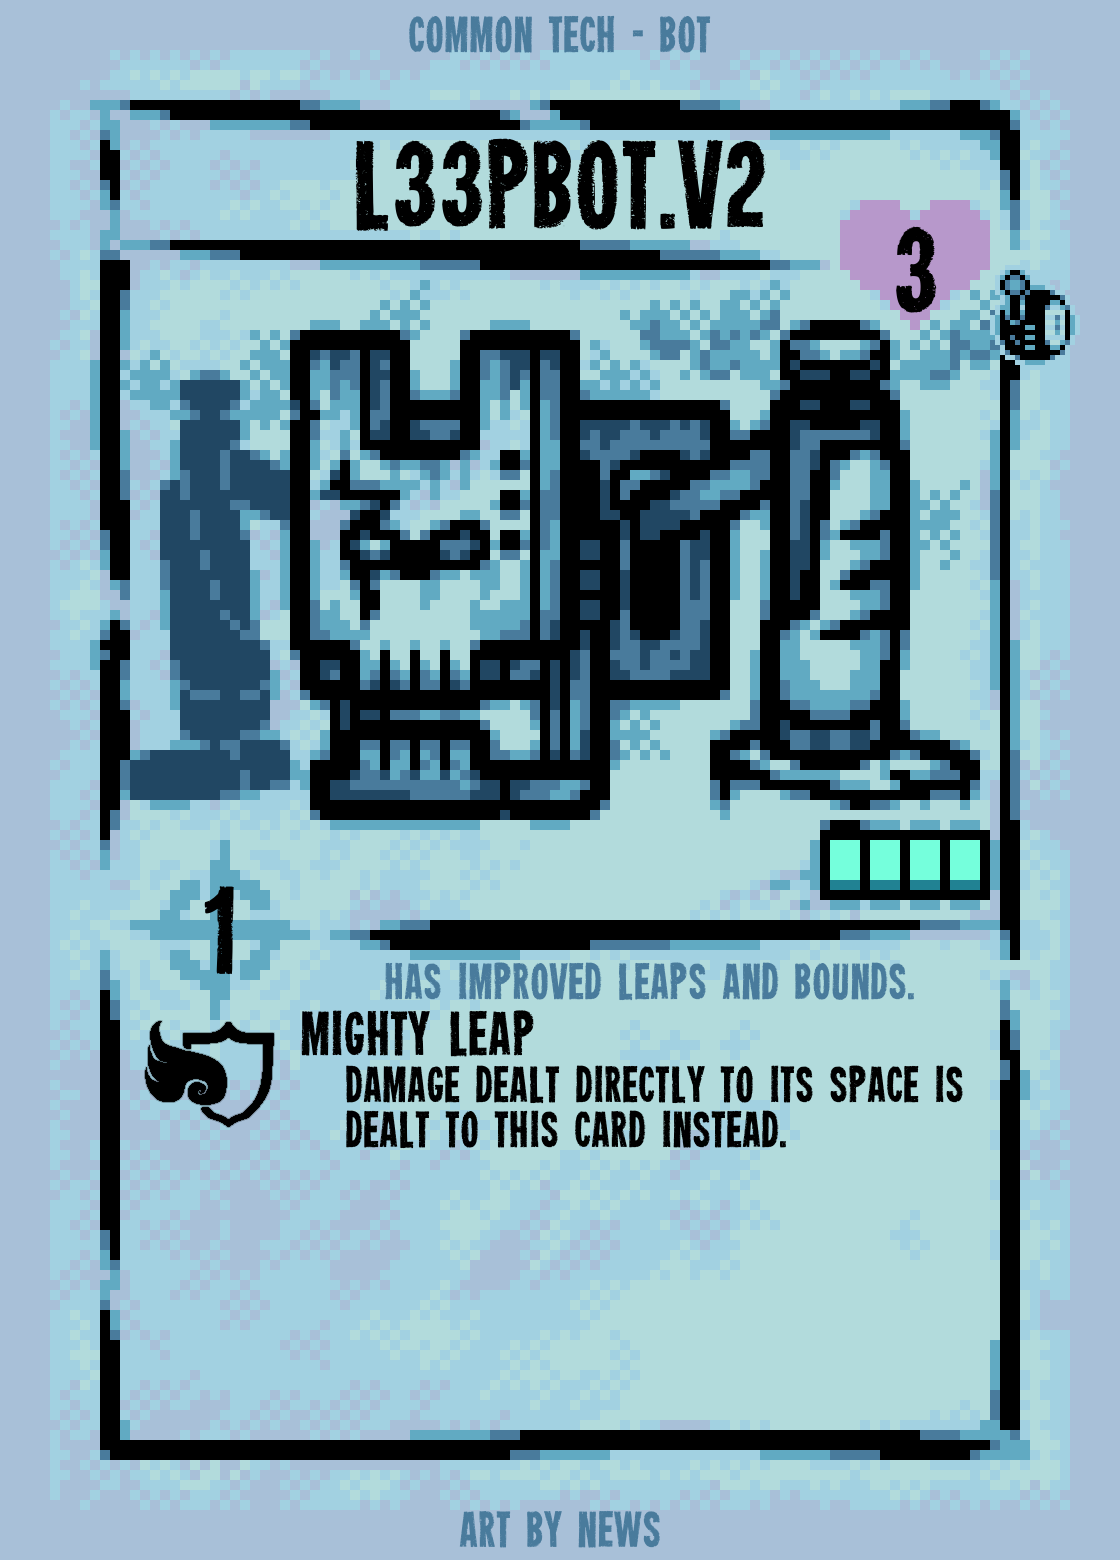 COMMON TECH - BOT
L33PBOT.V2
3
1
HAS IMPROVED LEAPS AND BOUNDS.
MIGHTY LEAP
DAMAGE DEALT DIRECTLY TO ITS SPACE IS
DEALT TO THIS CARD INSTEAD.
ART BY NEWS